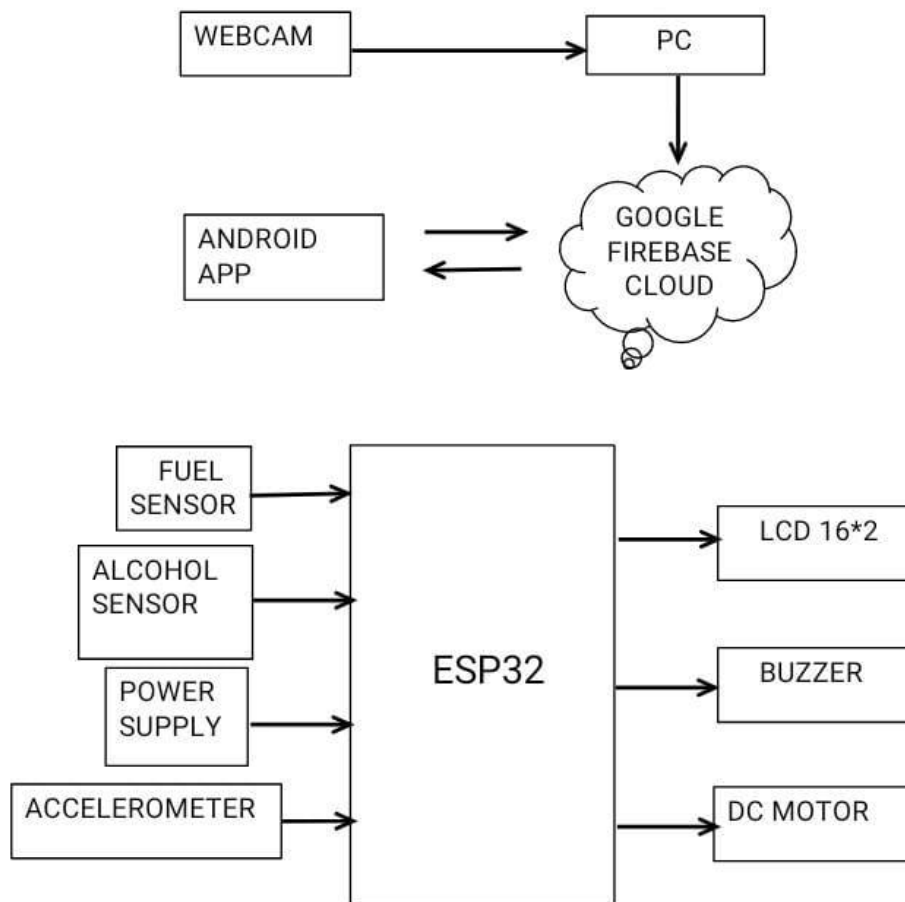 WEBCAM
PC
GOOGLE
FIREBASE
CLOUD
ANDROID
APP
FUEL
SENSOR
ALCOHOL
SENSOR
POWER
SUPPLY
ACCELEROMETER
ESP32
LCD 16*2
BUZZER
DC MOTOR